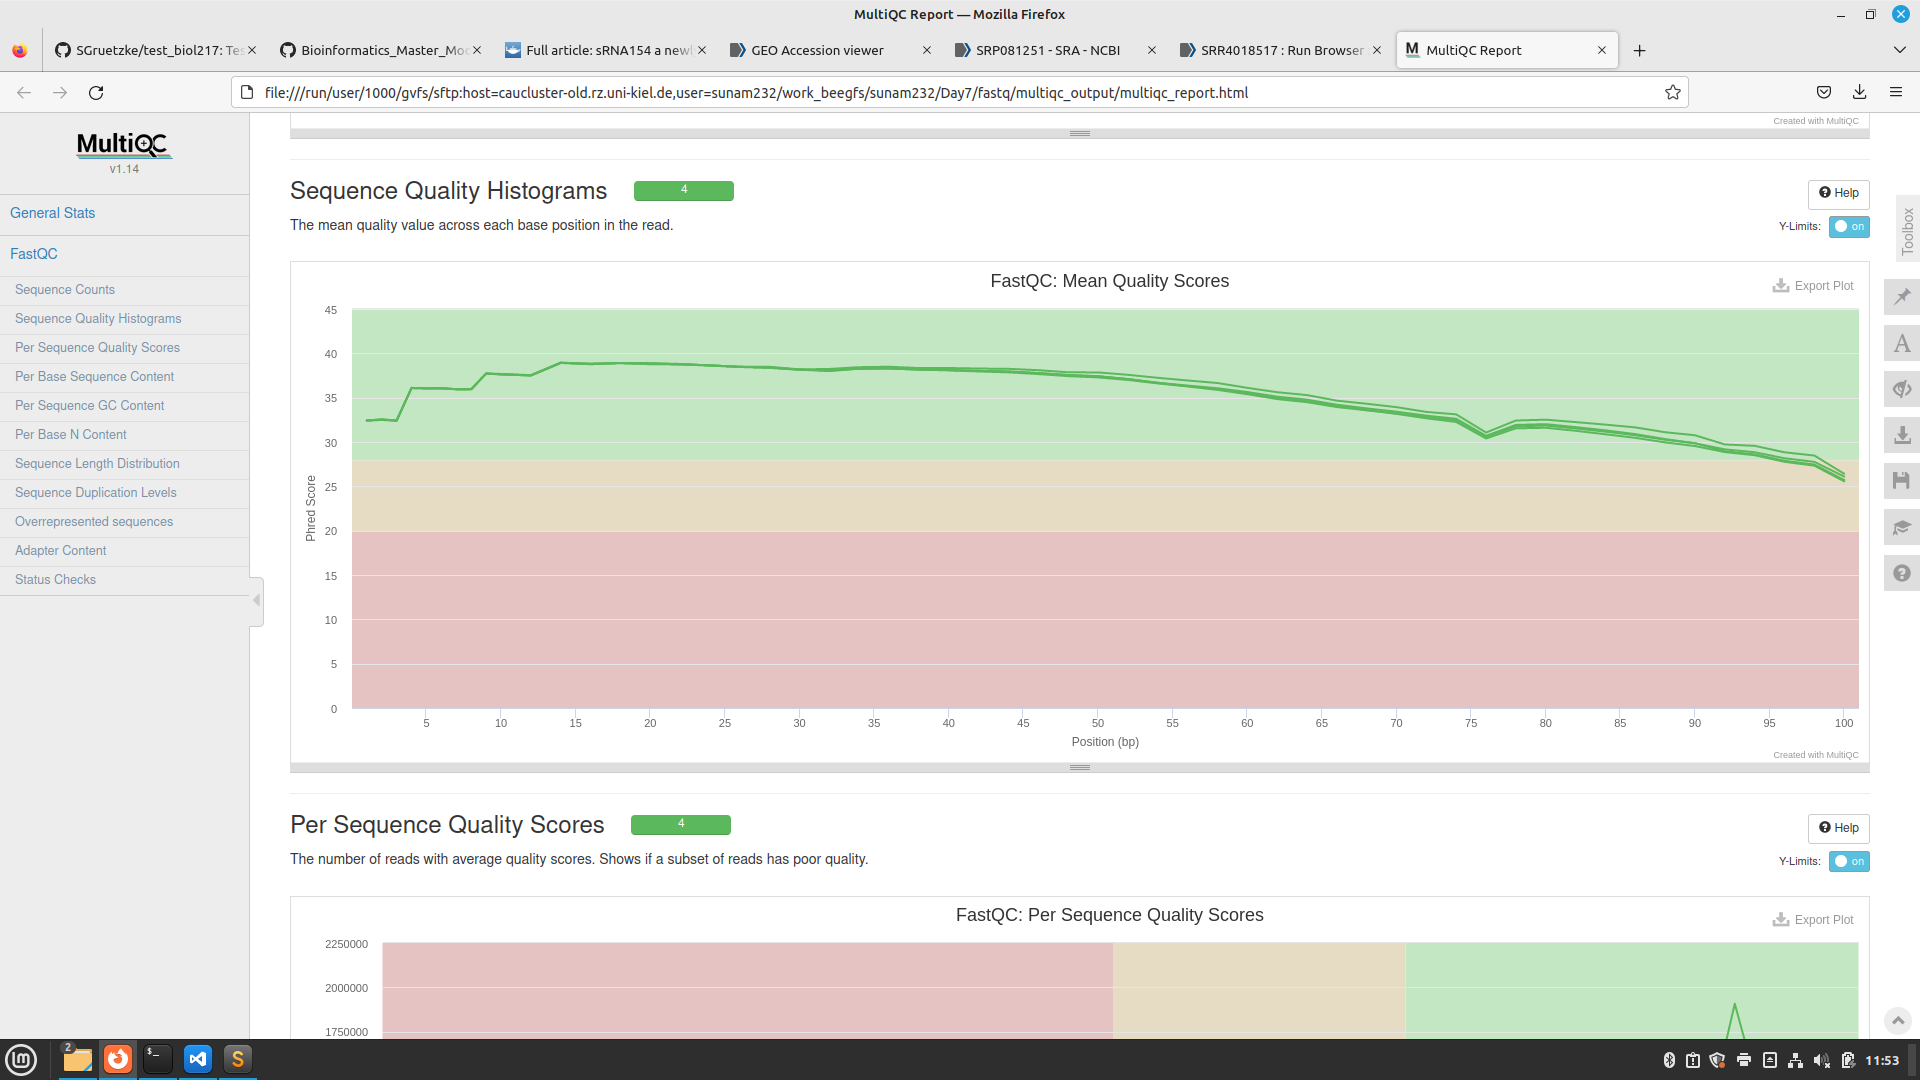 MultiQC Report — Mozilla Firefox
SGruetzke/test_biol217: Tes
Bioinformatics_Master_Mod
Full article: sRNA154 a newl
GEO Accession viewer
SRP081251 - SRA - NCBI
SRR4018517 : Run Browser
MultiQC Report
file:///run/user/1000/gvfs/sftp:host=caucluster-old.rz.uni-kiel.de,user=sunam232/work_beegfs/sunam232/Day7/fastq/multiqc_output/multiqc_report.html
MultiQC
v1.14
General Stats
FastQC
Sequence Counts
Sequence Quality Histograms
Per Sequence Quality Scores
Per Base Sequence Content
Per Sequence GC Content
Per Base N Content
Sequence Length Distribution
Sequence Duplication Levels
Overrepresented sequences
Adapter Content
Status Checks
Created with MultiQC
Sequence Quality Histograms 4
Help
The mean quality value across each base position in the read.
Y-Limits: on
Toolbox
FastQC: Mean Quality Scores
Export Plot
45
40
35
30
25
20
15
10
5
0
Phred Score
5 10 15 20 25 30 35 40 45 50 55 60 65 70 75 80 85 90 95 100
Position (bp)
Created with MultiQC
Per Sequence Quality Scores 4
Help
The number of reads with average quality scores. Shows if a subset of reads has poor quality.
Y-Limits: on
FastQC: Per Sequence Quality Scores
Export Plot
2250000
2000000
1750000
2
11:53